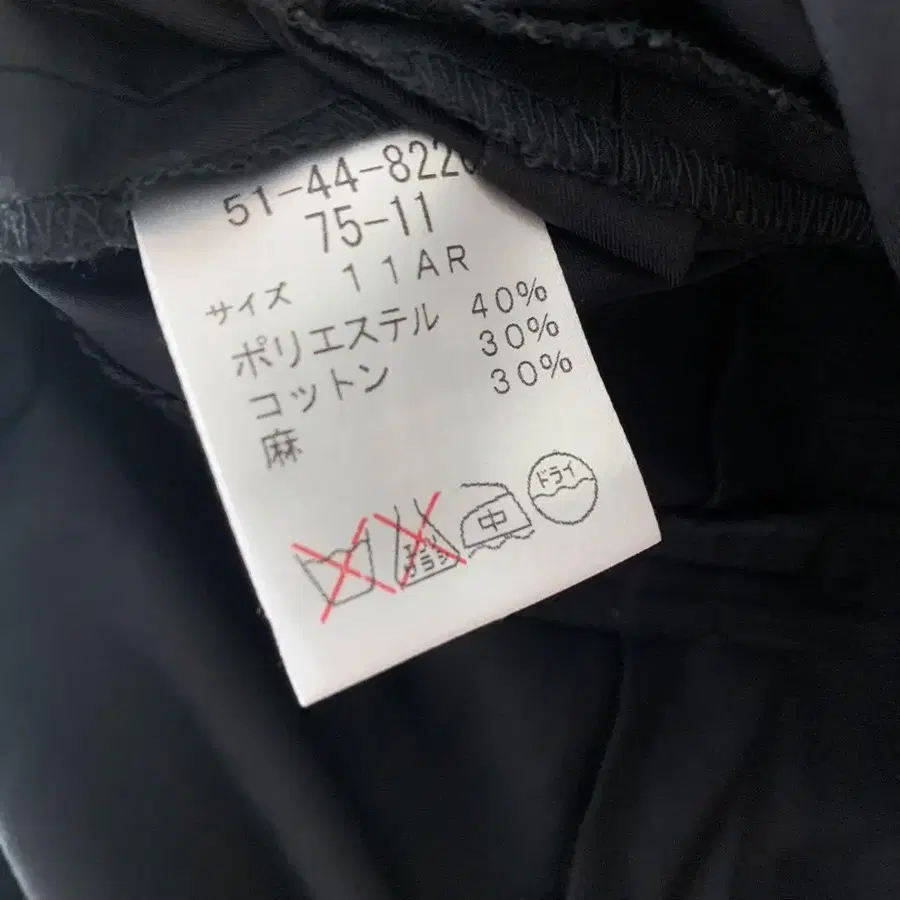 51-44-8220
75-11
サイズ 11AR
ポリエステル 40%
コットン 30%
麻 30%
中 ドライ